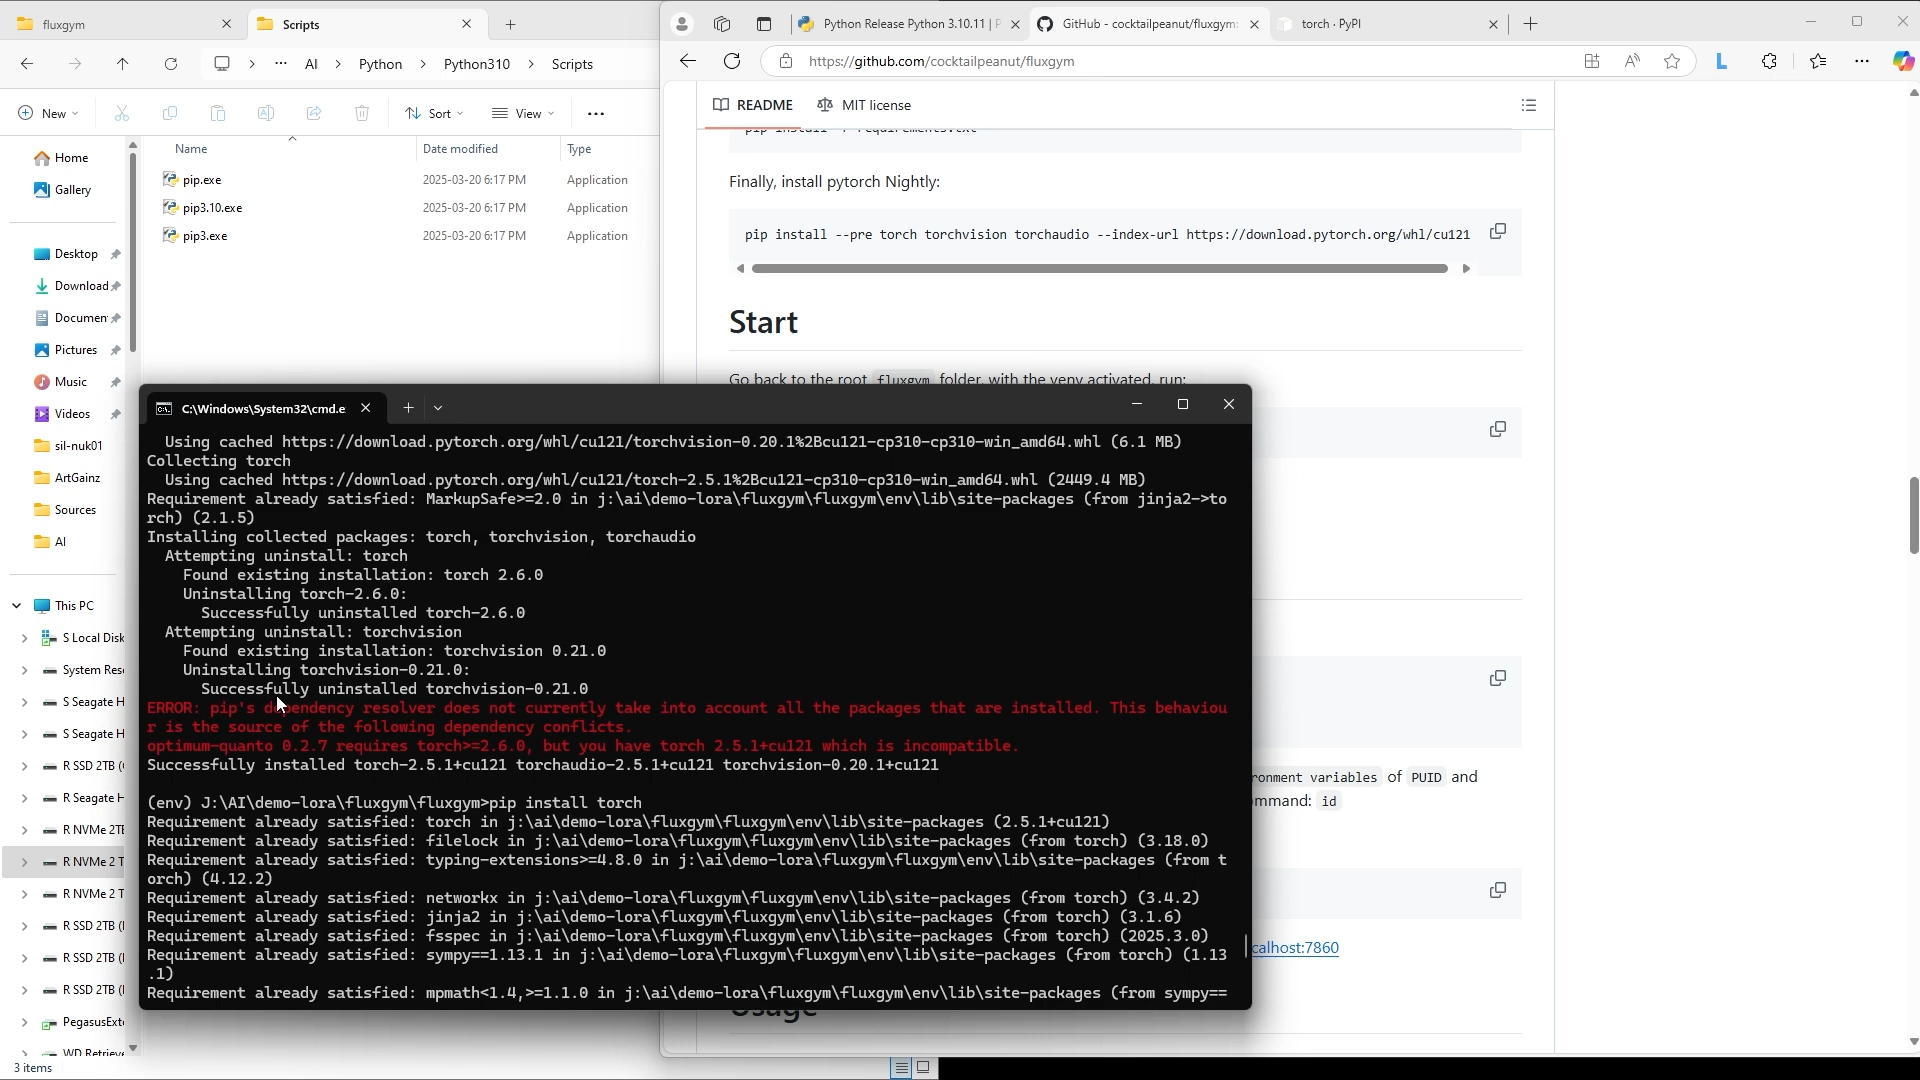 fluxgym
Scripts
AI
Python
Python310
Scripts
New
Sort
View
Name
Date modified
Type
pip.exe
2025-03-20 6:17 PM
Application
pip3.10.exe
2025-03-20 6:17 PM
Application
pip3.exe
2025-03-20 6:17 PM
Application
Home
Gallery
Desktop
Download
Documen
Pictures
Music
Videos
sil-nuk01
ArtGainz
Sources
AI
This PC
S Local Disk
System Rese
S Seagate H
S Seagate H
R SSD 2TB (
R Seagate H
R NVMe 2TE
R NVMe 2 T
R NVMe 2 T
R SSD 2TB (
R SSD 2TB (
R SSD 2TB (
PegasusExt
WD Retrieve
3 items
Python Release Python 3.10.11 | P
GitHub - cocktailpeanut/fluxgym:
torch · PyPI
https://github.com/cocktailpeanut/fluxgym
README
MIT license
pip install -r requirements.txt
Finally, install pytorch Nightly:
pip install --pre torch torchvision torchaudio --index-url https://download.pytorch.org/whl/cu121
Start
Go back to the root fluxgym folder, with the venv activated, run:
ronment variables of PUID and
mmand: id
calhost:7860
Usage
C:\Windows\System32\cmd.e
Using cached https://download.pytorch.org/whl/cu121/torchvision-0.20.1%2Bcu121-cp310-cp310-win_amd64.whl (6.1 MB)
Collecting torch
Using cached https://download.pytorch.org/whl/cu121/torch-2.5.1%2Bcu121-cp310-cp310-win_amd64.whl (2449.4 MB)
Requirement already satisfied: MarkupSafe>=2.0 in j:\ai\demo-lora\fluxgym\fluxgym\env\lib\site-packages (from jinja2->to
rch) (2.1.5)
Installing collected packages: torch, torchvision, torchaudio
Attempting uninstall: torch
Found existing installation: torch 2.6.0
Uninstalling torch-2.6.0:
Successfully uninstalled torch-2.6.0
Attempting uninstall: torchvision
Found existing installation: torchvision 0.21.0
Uninstalling torchvision-0.21.0:
Successfully uninstalled torchvision-0.21.0
ERROR: pip's dependency resolver does not currently take into account all the packages that are installed. This behaviou
r is the source of the following dependency conflicts.
optimum-quanto 0.2.7 requires torch>=2.6.0, but you have torch 2.5.1+cu121 which is incompatible.
Successfully installed torch-2.5.1+cu121 torchaudio-2.5.1+cu121 torchvision-0.20.1+cu121
(env) J:\AI\demo-lora\fluxgym\fluxgym>pip install torch
Requirement already satisfied: torch in j:\ai\demo-lora\fluxgym\fluxgym\env\lib\site-packages (2.5.1+cu121)
Requirement already satisfied: filelock in j:\ai\demo-lora\fluxgym\fluxgym\env\lib\site-packages (from torch) (3.18.0)
Requirement already satisfied: typing-extensions>=4.8.0 in j:\ai\demo-lora\fluxgym\fluxgym\env\lib\site-packages (from t
orch) (4.12.2)
Requirement already satisfied: networkx in j:\ai\demo-lora\fluxgym\fluxgym\env\lib\site-packages (from torch) (3.4.2)
Requirement already satisfied: jinja2 in j:\ai\demo-lora\fluxgym\fluxgym\env\lib\site-packages (from torch) (3.1.6)
Requirement already satisfied: fsspec in j:\ai\demo-lora\fluxgym\fluxgym\env\lib\site-packages (from torch) (2025.3.0)
Requirement already satisfied: sympy==1.13.1 in j:\ai\demo-lora\fluxgym\fluxgym\env\lib\site-packages (from torch) (1.13
.1)
Requirement already satisfied: mpmath<1.4,>=1.1.0 in j:\ai\demo-lora\fluxgym\fluxgym\env\lib\site-packages (from sympy==